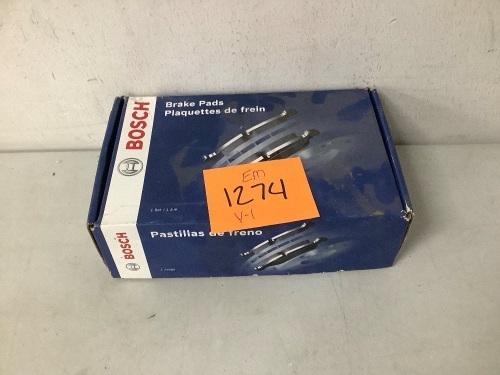 BOSCH
Brake Pads
Plaquettes de frein
EM
1274
V-1
BOSCH
Pastillas de freno